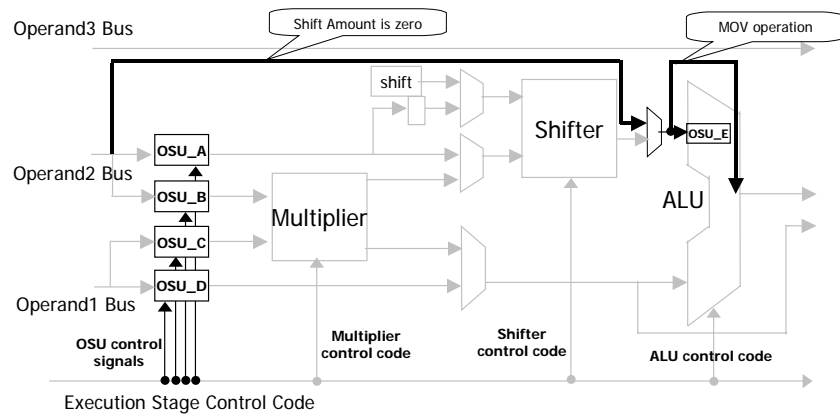 Shift Amount is zero
MOV operation
Operand3 Bus
shift
Shifter
OSU_E
OSU_A
Operand2 Bus
OSU_B
Multiplier
ALU
OSU_C
OSU_D
Operand1 Bus
OSU control
signals
Multiplier
control code
Shifter
control code
ALU control code
Execution Stage Control Code